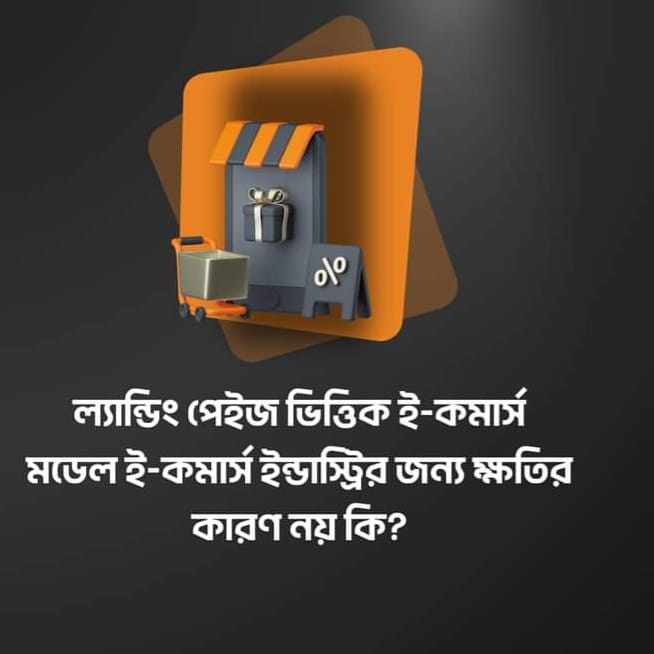 %
ল্যান্ডিং পেইজ ভিত্তিক ই-কমার্স
মডেল ই-কমার্স ইন্ডাস্ট্রির জন্য ক্ষতির
কারণ নয় কি?